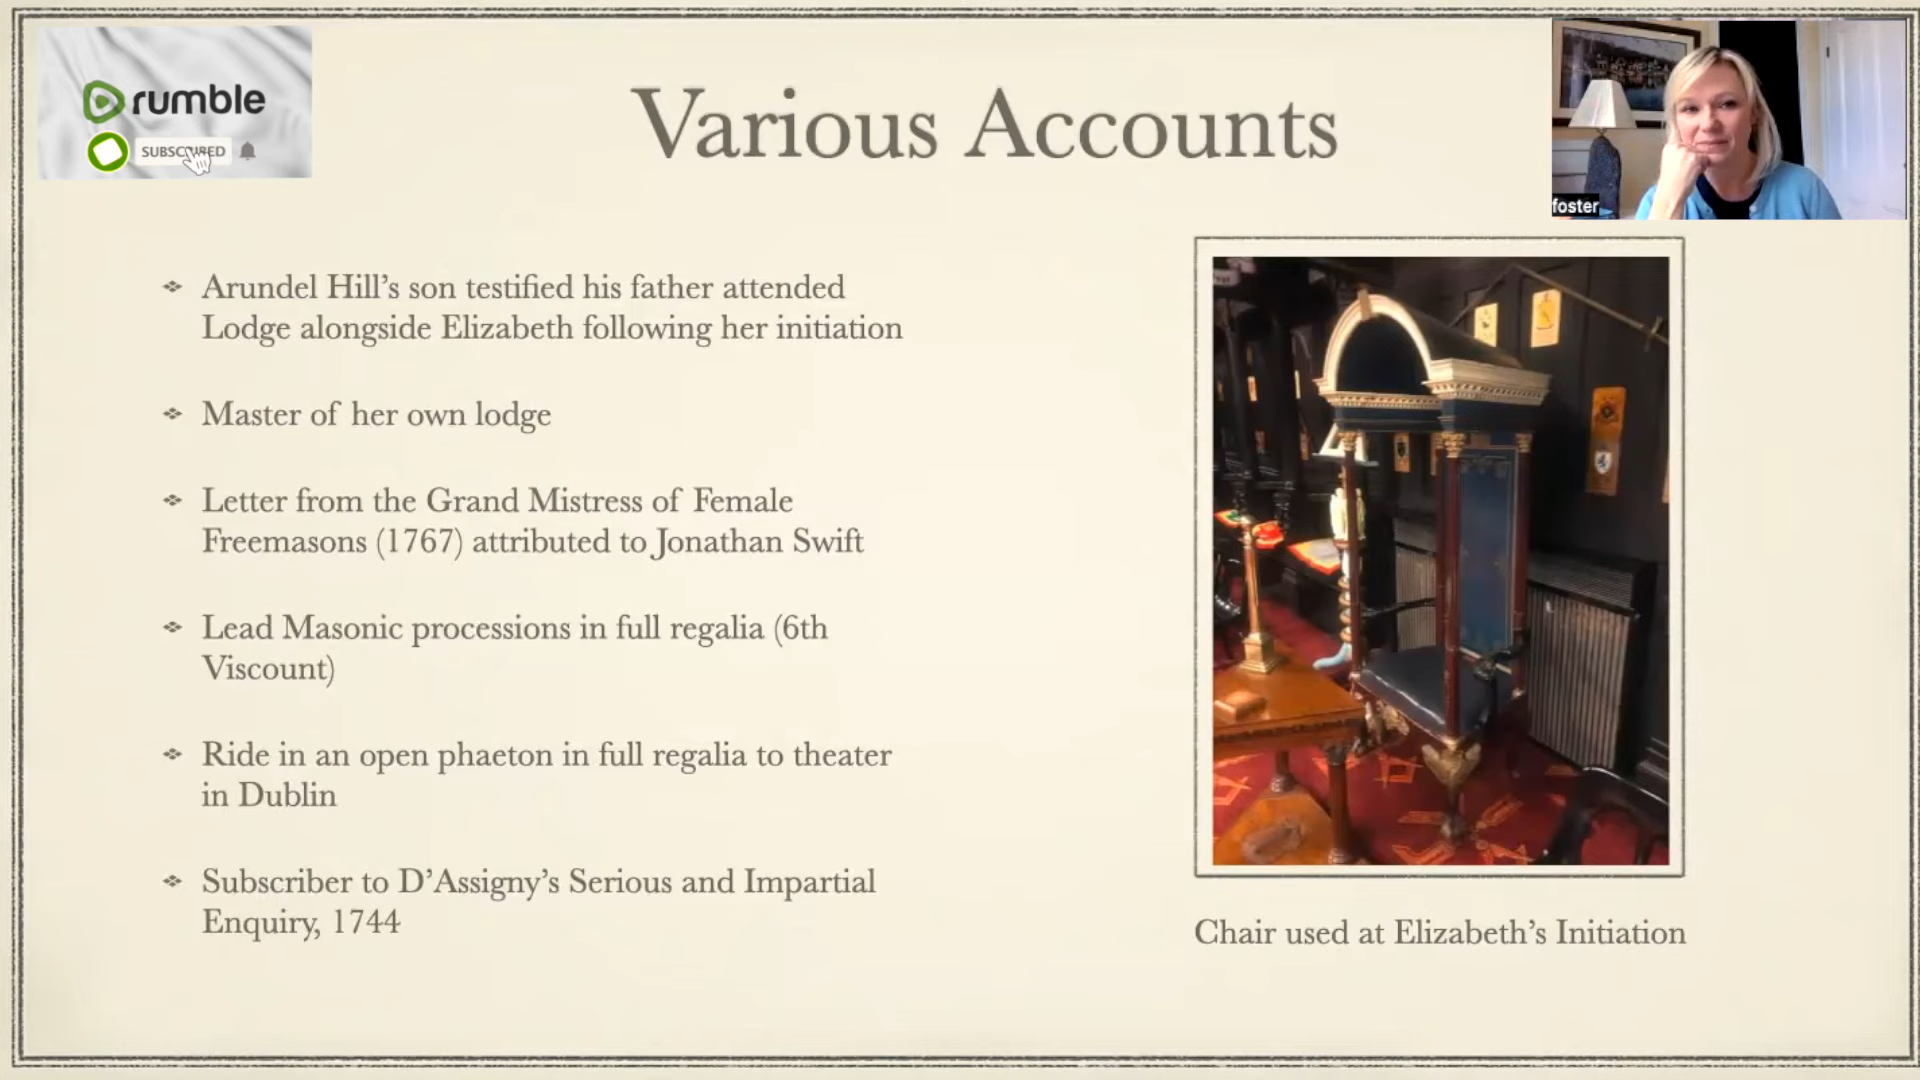 rumble
SUBSCRIBED
Various Accounts
foster
Arundel Hill's son testified his father attended
Lodge alongside Elizabeth following her initiation
Master of her own lodge
Letter from the Grand Mistress of Female
Freemasons (1767) attributed to Jonathan Swift
Lead Masonic processions in full regalia (6th
Viscount)
Ride in an open phaeton in full regalia to theater
in Dublin
Subscriber to D'Assigny's Serious and Impartial
Enquiry, 1744
Chair used at Elizabeth's Initiation